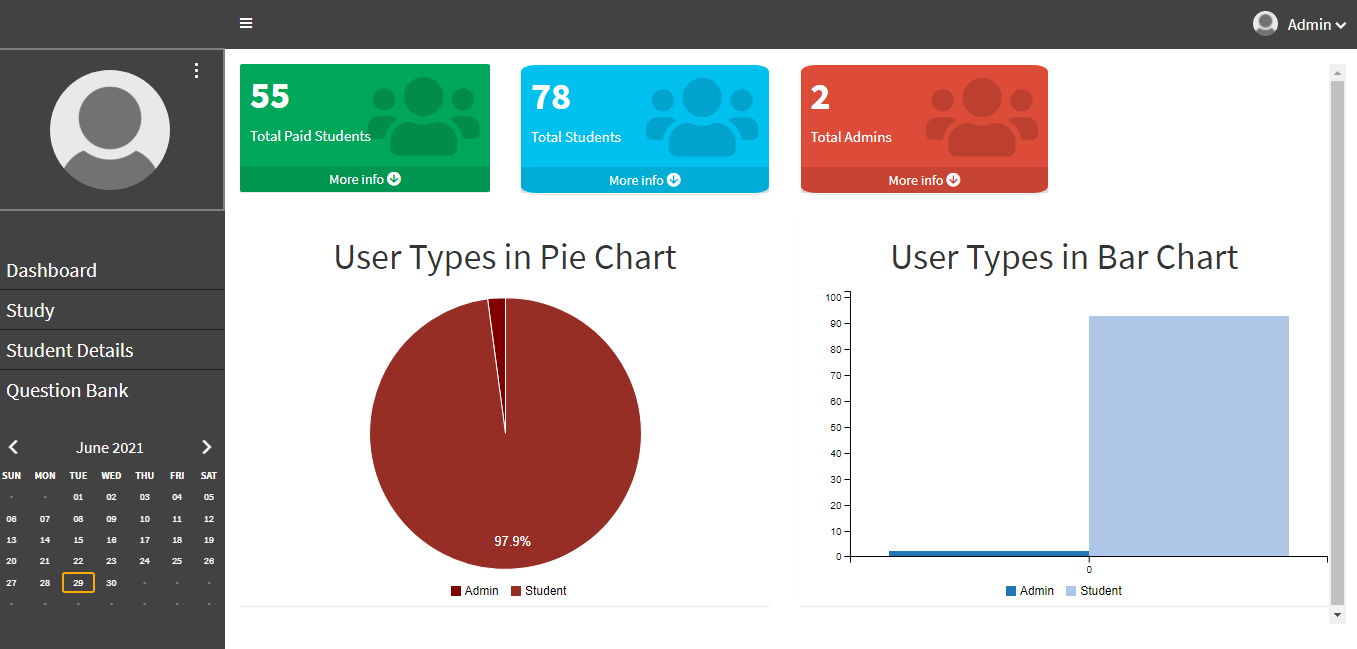 Admin
55
Total Paid Students
More info
78
Total Students
More info
2
Total Admins
More info
Dashboard
Study
Student Details
Question Bank
June 2021
SUN MON TUE WED THU FRI SAT
- - 01 02 03 04 05
06 07 08 09 10 11 12
13 14 15 16 17 18 19
20 21 22 23 24 25 26
27 28 29 30 - - -
- - - - - - -
User Types in Pie Chart
97.9%
Admin Student
User Types in Bar Chart
100
90
80
70
60
50
40
30
20
10
0
0
Admin Student